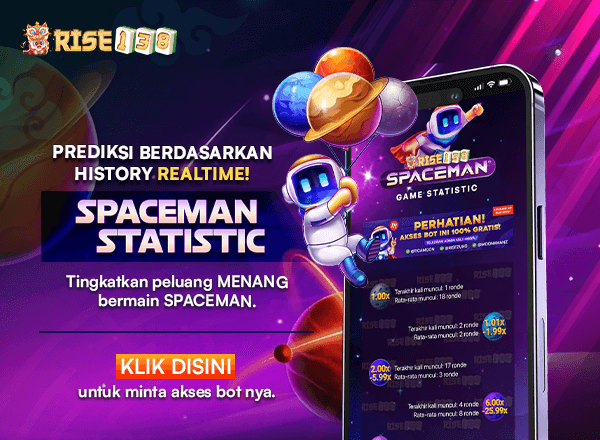 RISE138
PREDIKSI BERDASARKAN
HISTORY REALTIME!
SPACEMAN
STATISTIC
Tingkatkan peluang MENANG
bermain SPACEMAN.
KLIK DISINI
untuk minta akses bot nya.
RISE138
SPACEMAN
GAME STATISTIC
PERHATIAN!
AKSES BOT INI 100% GRATIS!
1.00x
Terakhir kali muncul: 1 ronde
Rata-rata muncul: 18 ronde
Terakhir kali muncul: 2 ronde
Rata-rata muncul: 2 ronde
1.01x
-1.99x
2.00x
-5.99x
Terakhir kali muncul: 17 ronde
Rata-rata muncul: 3 ronde
Terakhir kali muncul: 4 ronde
Rata-rata muncul: 8 ronde
6.00x
-25.99x